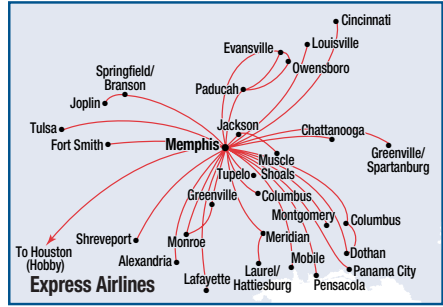 Cincinnati
Evansville
Louisville
Owensboro
Springfield/
Branson
Paducah
Joplin
Jackson
Tulsa
Chattanooga
Fort Smith
Memphis
Muscle
Shoals
Greenville/
Spartanburg
Tupelo
Greenville
Columbus
Montgomery
Columbus
Shreveport
Monroe
Meridian
To Houston
(Hobby)
Alexandria
Dothan
Laurel/
Hattiesburg
Mobile
Panama City
Lafayette
Pensacola
Express Airlines